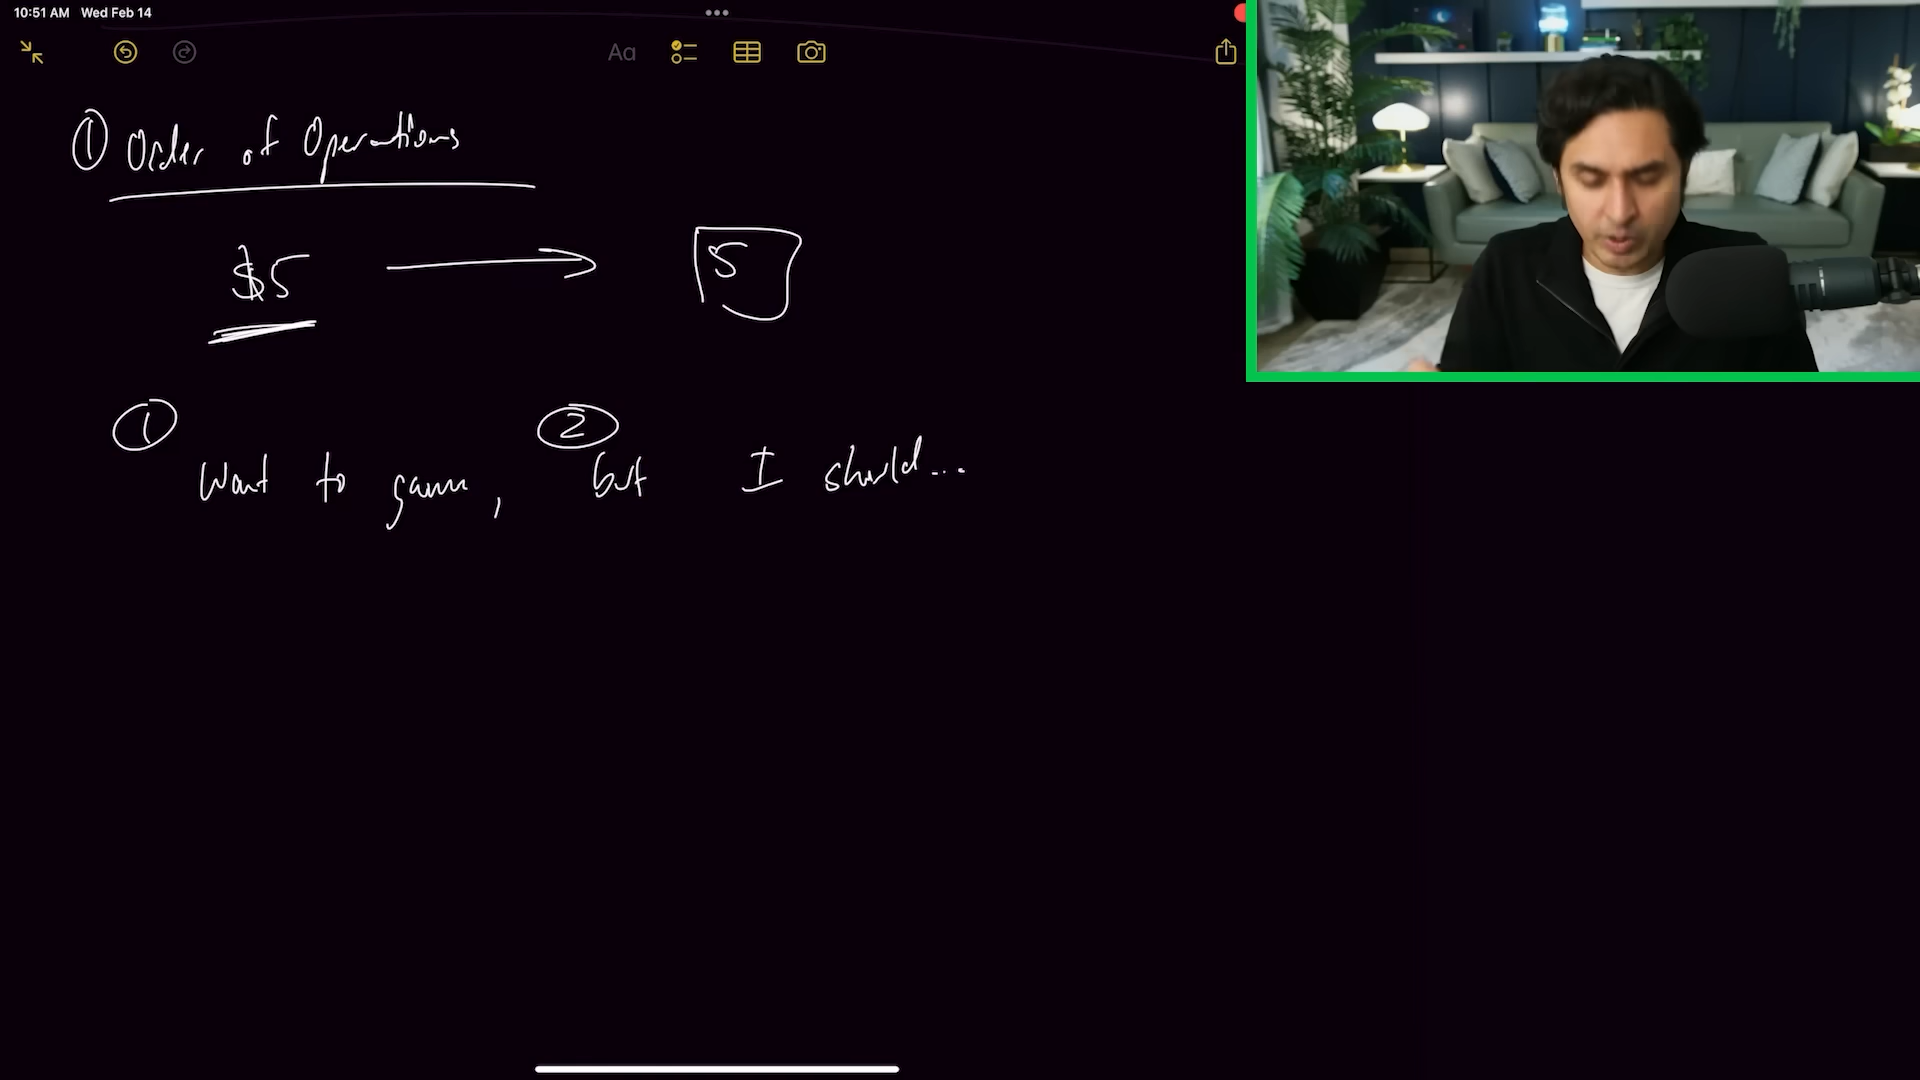 10:51 AM Wed Feb 14
Aa
① Order of Operations
$5 → 5
① ②
Want to game, but I should...